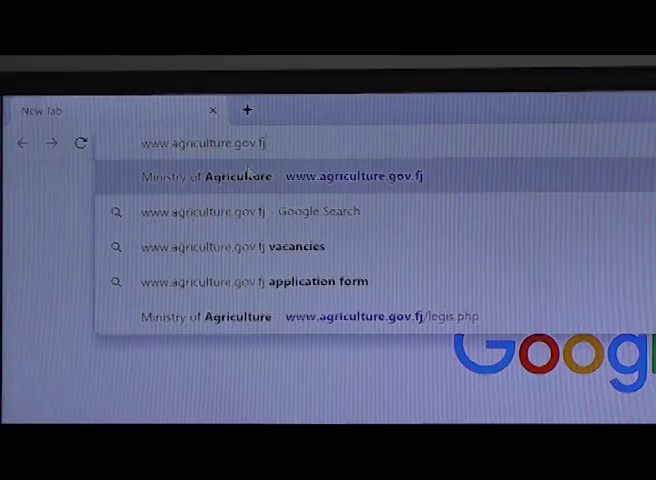 New Tab
www.agriculture.gov.fj
Ministry of Agriculture - www.agriculture.gov.fj
www.agriculture.gov.fj - Google Search
www.agriculture.gov.fj vacancies
www.agriculture.gov.fj application form
Ministry of Agriculture - www.agriculture.gov.fj/legis.php
Goog